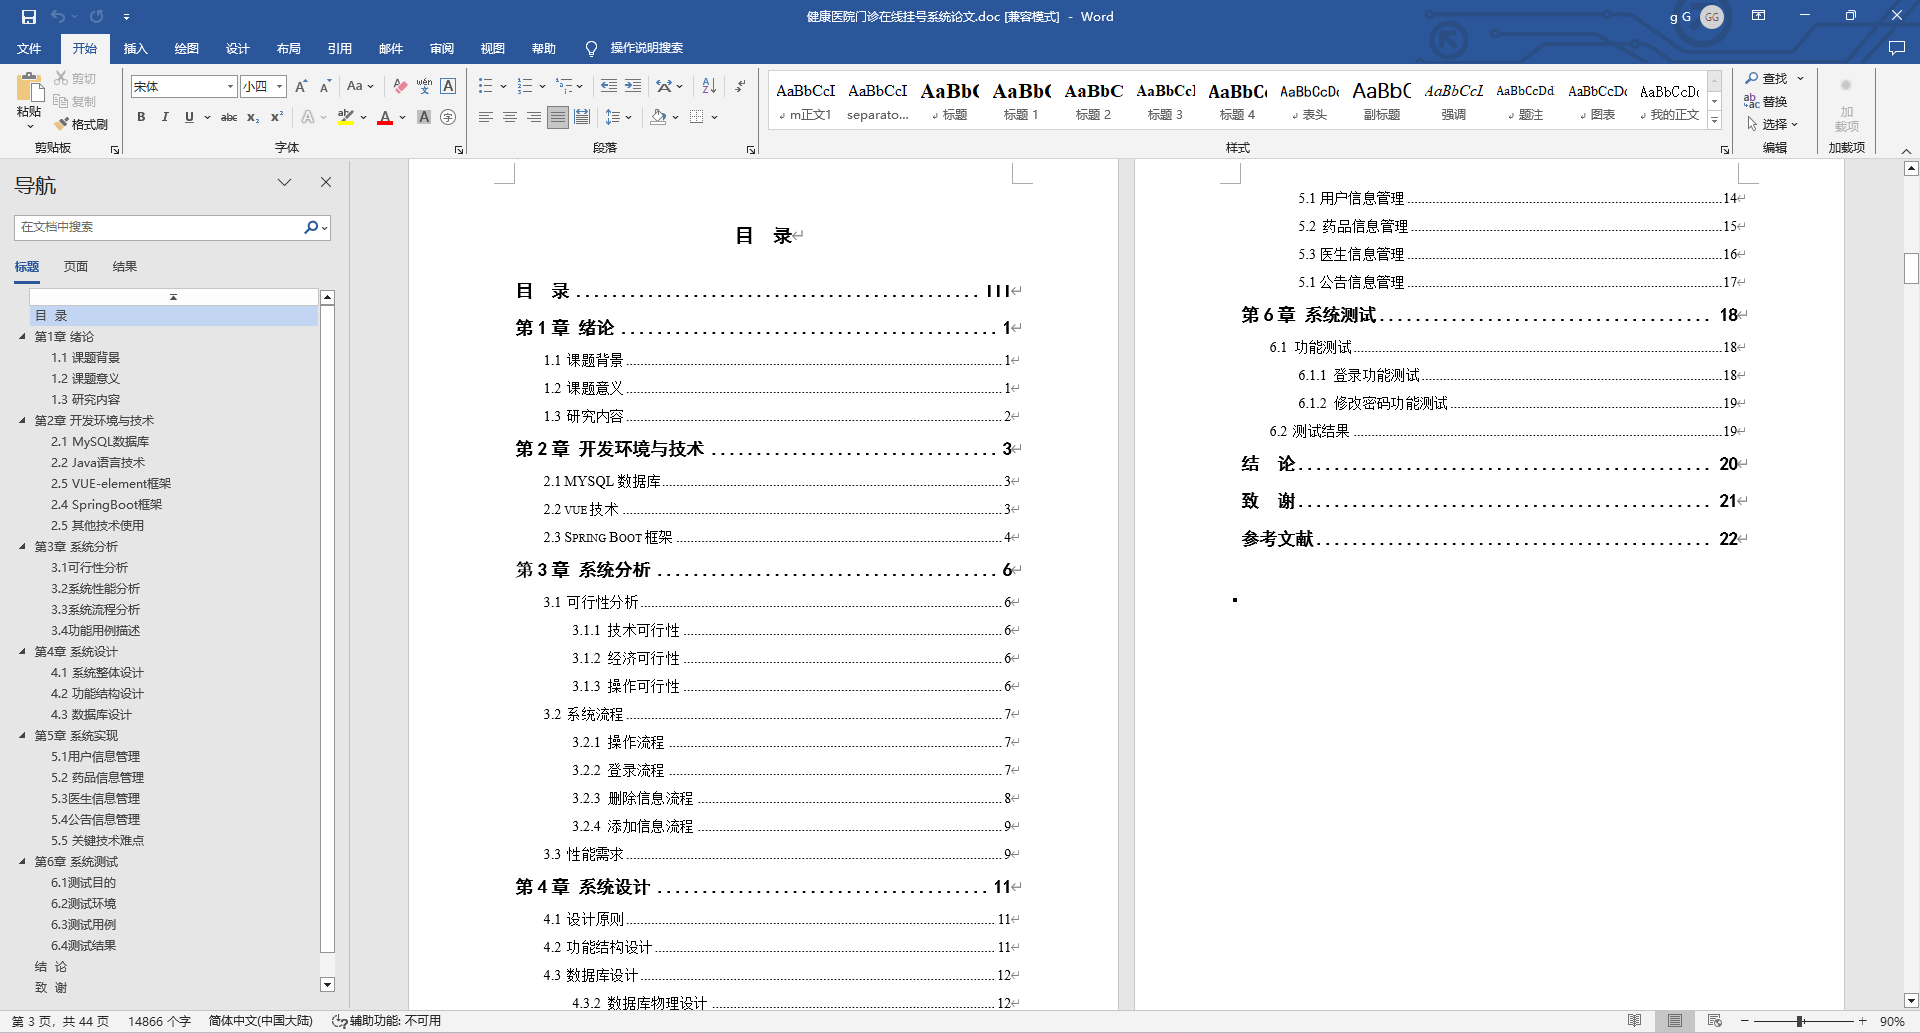 健康医院门诊在线挂号系统论文.doc [兼容模式] - Word
g G
GG
文件 开始 插入 绘图 设计 布局 引用 邮件 审阅 视图 帮助 操作说明搜索
粘贴
剪切
复制
格式刷
剪贴板
宋体 小四
字体
段落
AaBbCcI AaBbCcI AaBb( AaBb( AaBbC AaBbCcI AaBbC AaBbCcDc AaBbC AaBbCcL AaBbCcDd. AaBbCcDc AaBbCcDc
m正文1 separato... 标题 标题 1 标题 2 标题 3 标题 4 表头 副标题 强调 题注 图表 我的正文
样式
查找
替换
选择
编辑
加载项
加载项
导航
在文档中搜索
标题 页面 结果
目 录
第1章 绪论
1.1 课题背景
1.2 课题意义
1.3 研究内容
第2章 开发环境与技术
2.1 MySQL数据库
2.2 Java语言技术
2.5 VUE-element框架
2.4 SpringBoot框架
2.5 其他技术使用
第3章 系统分析
3.1可行性分析
3.2系统性能分析
3.3系统流程分析
3.4功能用例描述
第4章 系统设计
4.1 系统整体设计
4.2 功能结构设计
4.3 数据库设计
第5章 系统实现
5.1用户信息管理
5.2 药品信息管理
5.3医生信息管理
5.4公告信息管理
5.5 关键技术难点
第6章 系统测试
6.1测试目的
6.2测试环境
6.3测试用例
6.4测试结果
结 论
致 谢
目 录
目 录 ........ III
第 1 章 绪论 ........ 1
1.1 课题背景 ........ 1
1.2 课题意义 ........ 1
1.3 研究内容 ........ 2
第 2 章 开发环境与技术 ........ 3
2.1 MYSQL 数据库 ........ 3
2.2 VUE 技术 ........ 3
2.3 SPRING BOOT 框架 ........ 4
第 3 章 系统分析 ........ 6
3.1 可行性分析 ........ 6
3.1.1 技术可行性 ........ 6
3.1.2 经济可行性 ........ 6
3.1.3 操作可行性 ........ 6
3.2 系统流程 ........ 7
3.2.1 操作流程 ........ 7
3.2.2 登录流程 ........ 7
3.2.3 删除信息流程 ........ 8
3.2.4 添加信息流程 ........ 9
3.3 性能需求 ........ 9
第 4 章 系统设计 ........ 11
4.1 设计原则 ........ 11
4.2 功能结构设计 ........ 11
4.3 数据库设计 ........ 12
4.3.2 数据库物理设计 ........ 12
5.1 用户信息管理 ........ 14
5.2 药品信息管理 ........ 15
5.3 医生信息管理 ........ 16
5.1 公告信息管理 ........ 17
第 6 章 系统测试 ........ 18
6.1 功能测试 ........ 18
6.1.1 登录功能测试 ........ 18
6.1.2 修改密码功能测试 ........ 19
6.2 测试结果 ........ 19
结 论 ........ 20
致 谢 ........ 21
参考文献 ........ 22
第 3 页，共 44 页 14866 个字 简体中文(中国大陆) 辅助功能: 不可用 90%